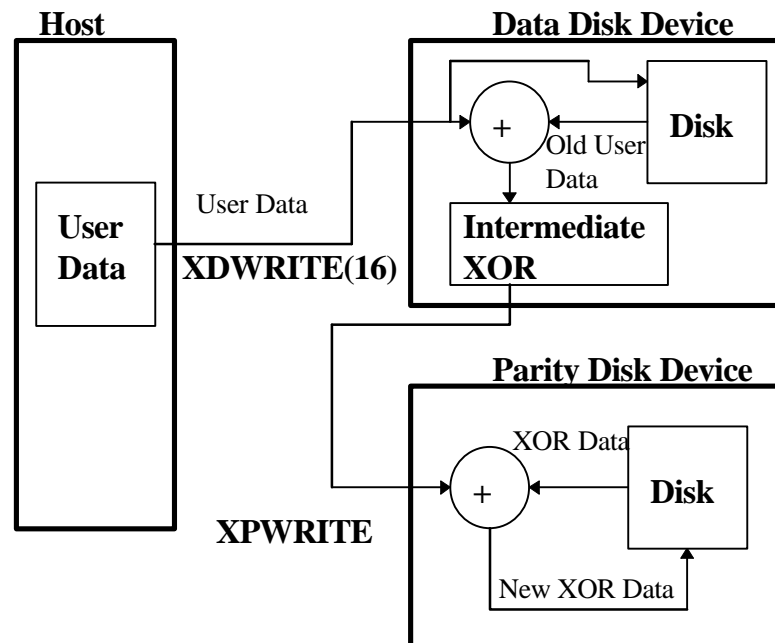 Host
Data Disk Device
+
Disk
Old User
Data
User Data
User
Data
Intermediate
XOR
XDWRITE(16)
Parity Disk Device
XOR Data
+
Disk
XPWRITE
New XOR Data